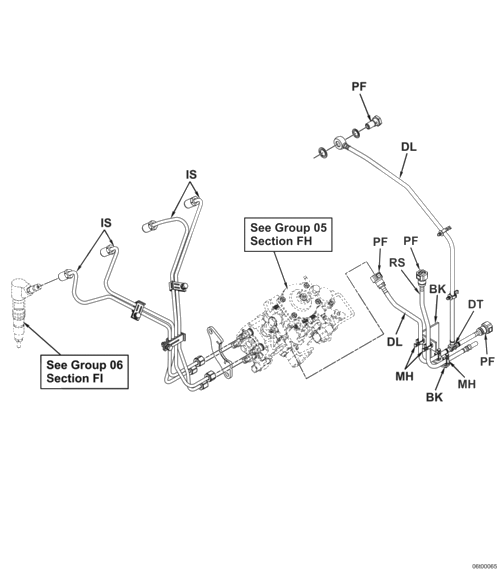 PF
DL
IS
IS
See Group 05
Section FH
PF
PF
RS
BK
DT
DL
PF
See Group 06
Section FI
MH
MH
BK
06I00065